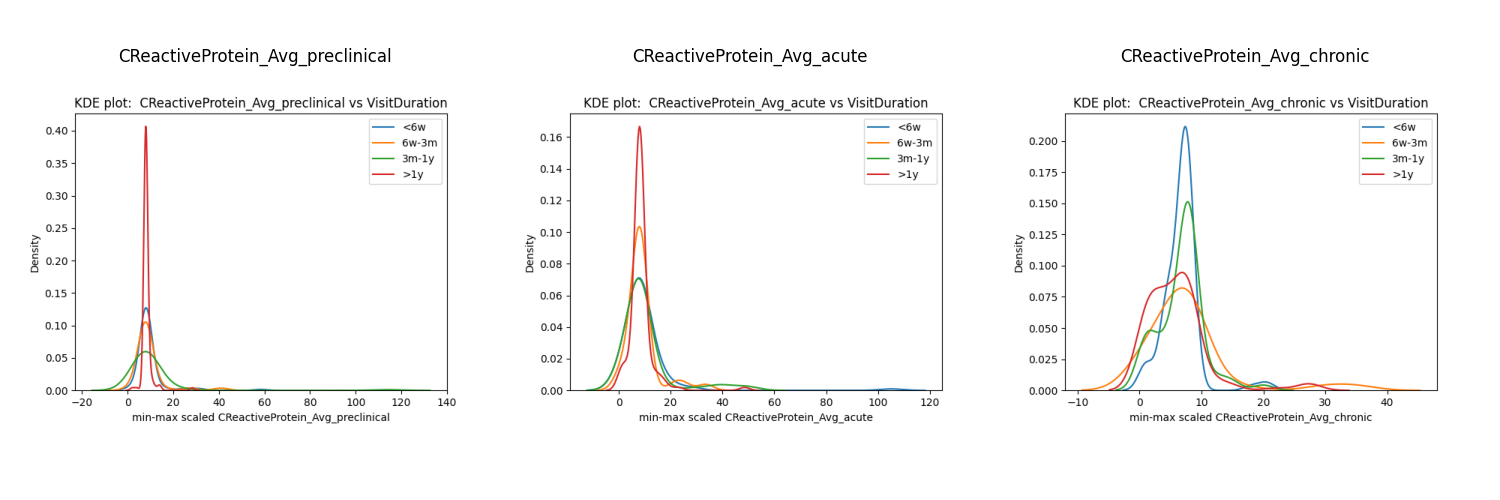 CReactiveProtein_Avg_preclinical
KDE plot:  CReactiveProtein_Avg_preclinical vs VisitDuration
0.40
0.35
0.30
0.25
0.20
0.15
0.10
0.05
0.00
Density
<6w
6w-3m
3m-1y
>1y
−20 0 20 40 60 80 100 120 140
min-max scaled CReactiveProtein_Avg_preclinical
CReactiveProtein_Avg_acute
KDE plot:  CReactiveProtein_Avg_acute vs VisitDuration
0.16
0.14
0.12
0.10
0.08
0.06
0.04
0.02
0.00
Density
<6w
6w-3m
3m-1y
>1y
0 20 40 60 80 100 120
min-max scaled CReactiveProtein_Avg_acute
CReactiveProtein_Avg_chronic
KDE plot:  CReactiveProtein_Avg_chronic vs VisitDuration
0.200
0.175
0.150
0.125
0.100
0.075
0.050
0.025
0.000
Density
<6w
6w-3m
3m-1y
>1y
−10 0 10 20 30 40
min-max scaled CReactiveProtein_Avg_chronic